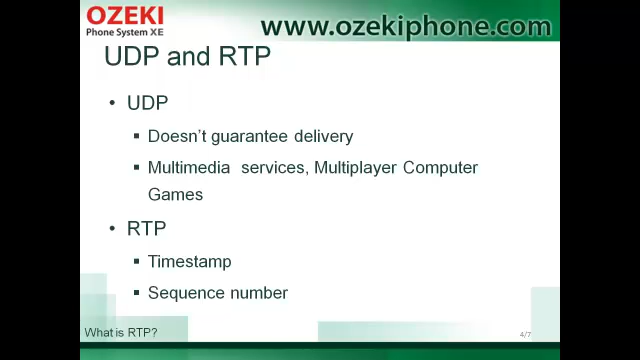 OZEKI
Phone System XE
www.ozekiphone.com
UDP and RTP
• UDP
▪ Doesn't guarantee delivery
▪ Multimedia services, Multiplayer Computer
Games
• RTP
▪ Timestamp
▪ Sequence number
What is RTP?
4/7